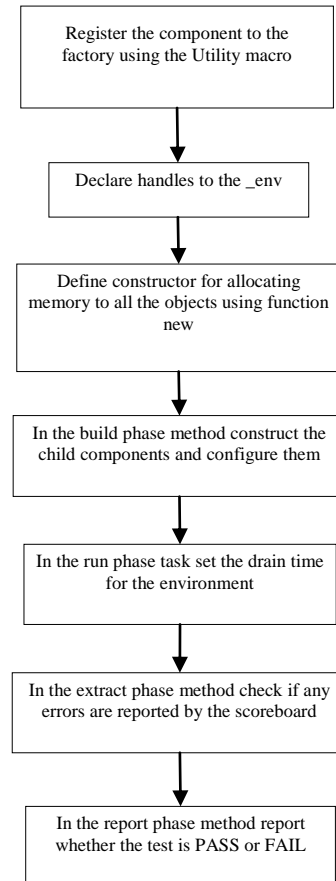 Register the component to the
factory using the Utility macro
Declare handles to the _env
Define constructor for allocating
memory to all the objects using function
new
In the build phase method construct the
child components and configure them
In the run phase task set the drain time
for the environment
In the extract phase method check if any
errors are reported by the scoreboard
In the report phase method report
whether the test is PASS or FAIL